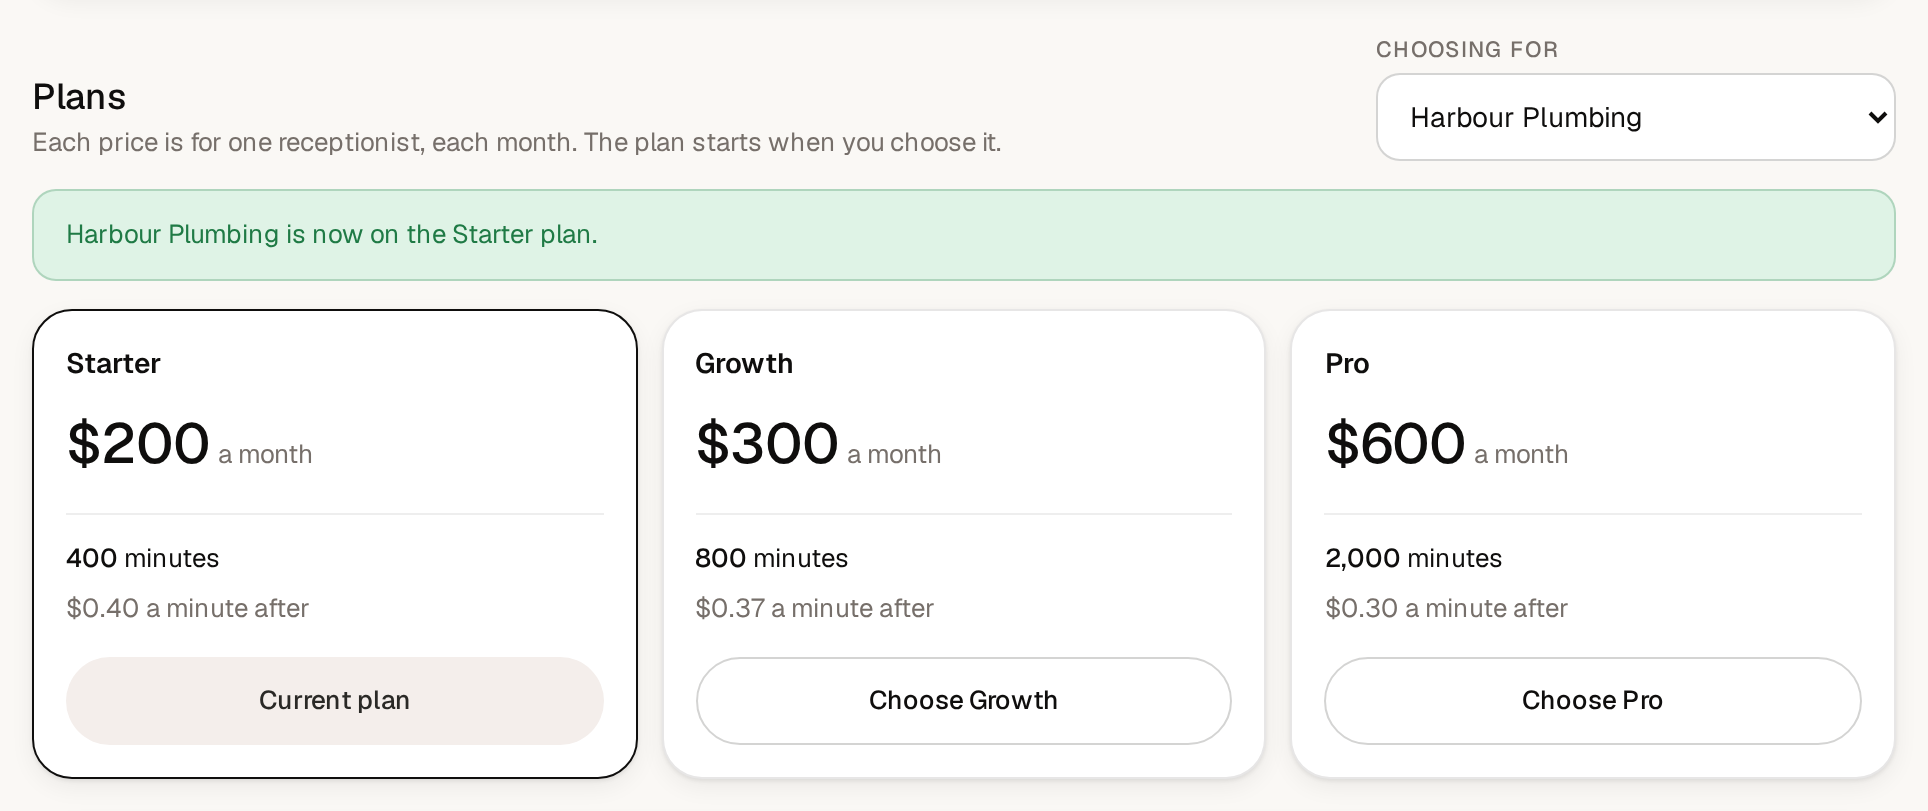 CHOOSING FOR
Plans
Harbour Plumbing
Each price is for one receptionist, each month. The plan starts when you choose it.
Harbour Plumbing is now on the Starter plan.
Starter
$200 a month
400 minutes
$0.40 a minute after
Current plan
Growth
$300 a month
800 minutes
$0.37 a minute after
Choose Growth
Pro
$600 a month
2,000 minutes
$0.30 a minute after
Choose Pro